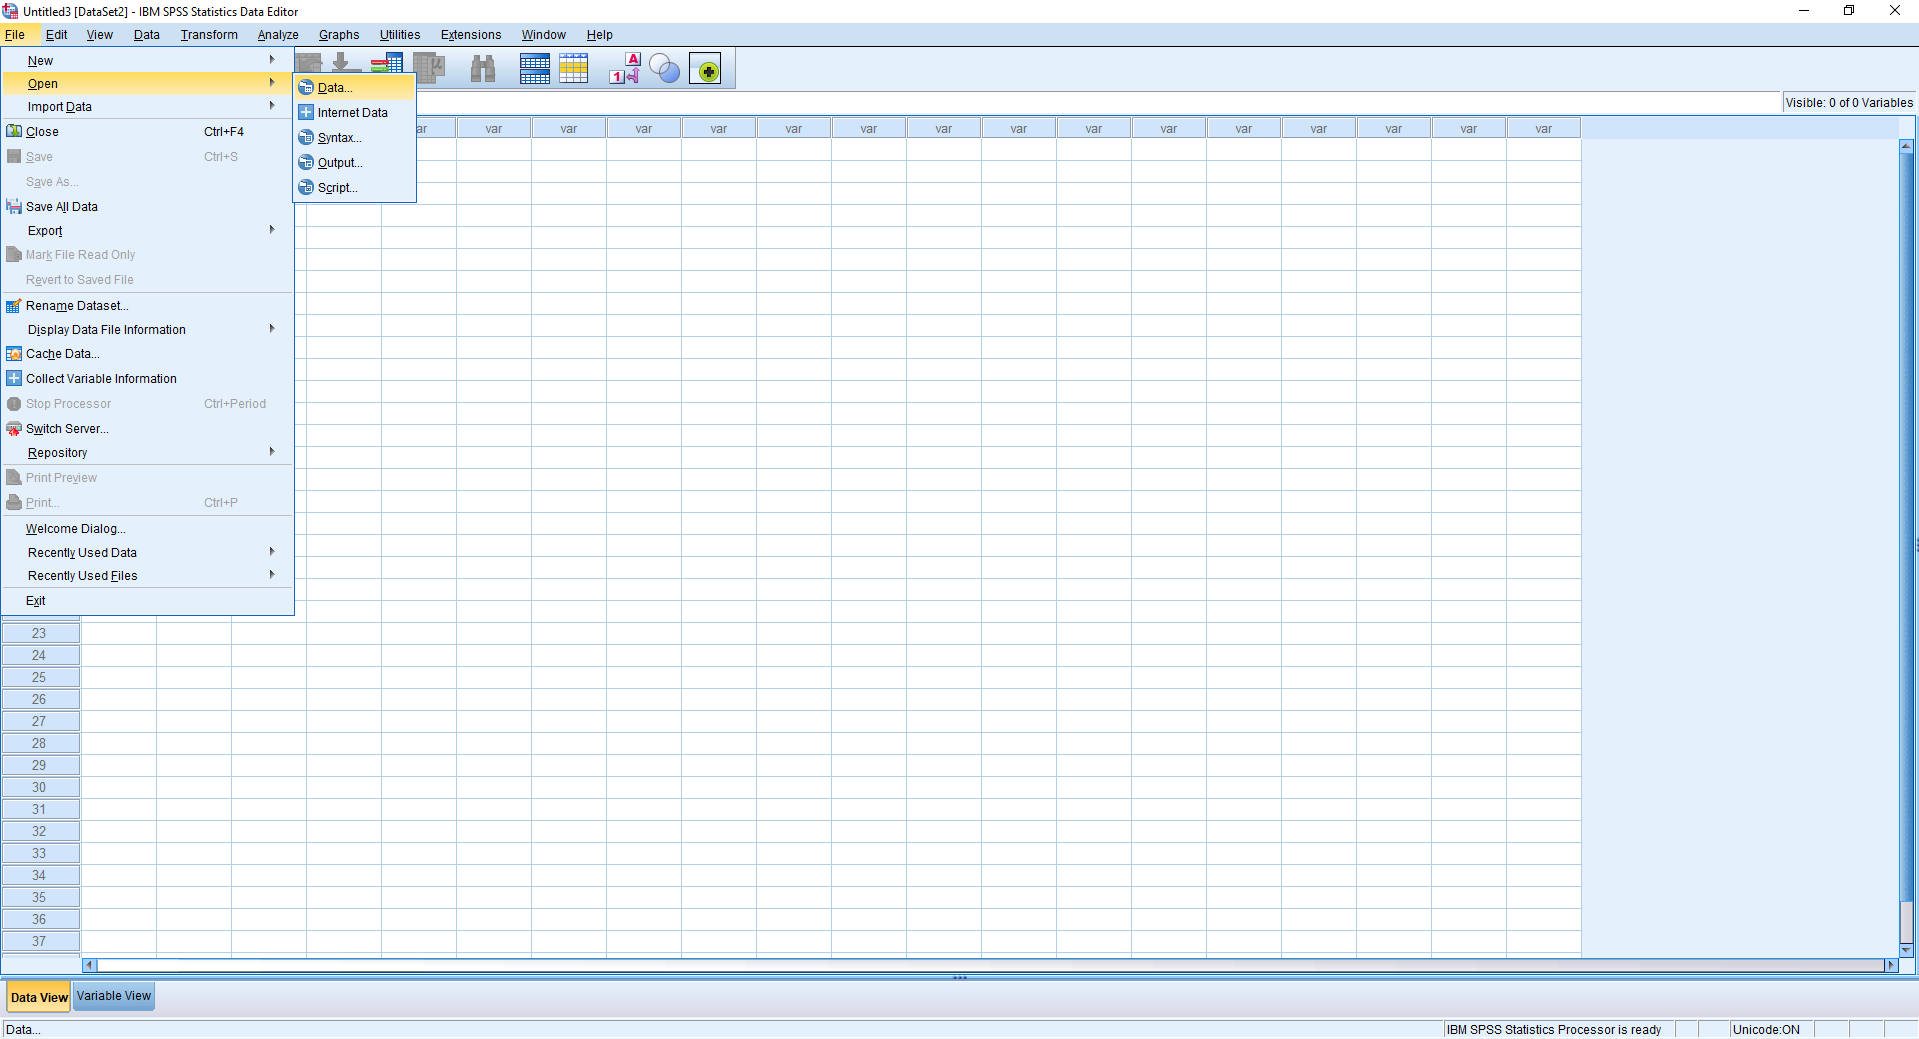 Untitled3 [DataSet2] - IBM SPSS Statistics Data Editor
File Edit View Data Transform Analyze Graphs Utilities Extensions Window Help
New
Open
Import Data
Close Ctrl+F4
Save Ctrl+S
Save As...
Save All Data
Export
Mark File Read Only
Revert to Saved File
Rename Dataset...
Display Data File Information
Cache Data...
Collect Variable Information
Stop Processor Ctrl+Period
Switch Server...
Repository
Print Preview
Print... Ctrl+P
Welcome Dialog...
Recently Used Data
Recently Used Files
Exit
Data...
Internet Data
Syntax...
Output...
Script...
A
1
Visible: 0 of 0 Variables
ar var var var var var var var var var var var var var var var
23
24
25
26
27
28
29
30
31
32
33
34
35
36
37
Data View Variable View
Data... IBM SPSS Statistics Processor is ready Unicode:ON